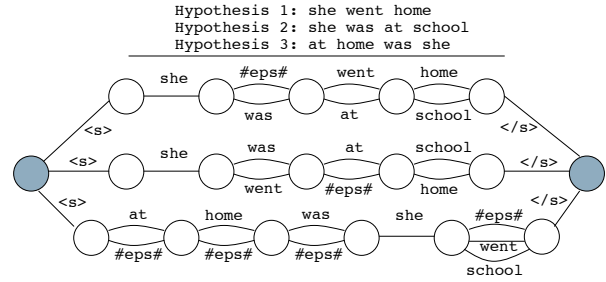 Hypothesis 1: she went home
Hypothesis 2: she was at school
Hypothesis 3: at home was she
she #eps# went home
was at school
<s> </s>
she was at school
<s> </s>
went #eps# home
<s> </s>
at home was she #eps#
#eps# #eps# #eps# went
school